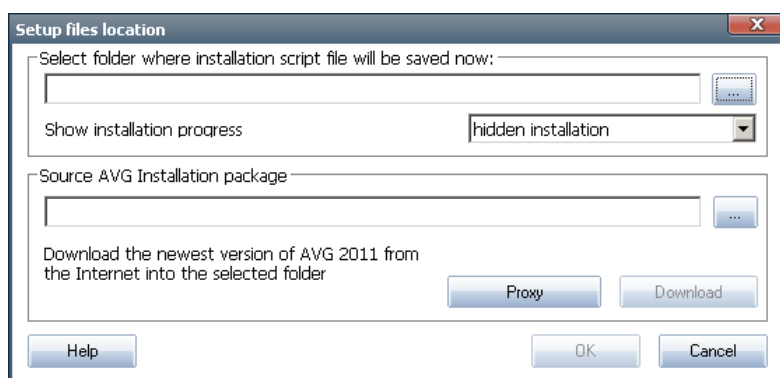 Setup files location
Select folder where installation script file will be saved now:
...
Show installation progress
hidden installation
Source AVG Installation package
...
Download the newest version of AVG 2011 from
the Internet into the selected folder
Proxy
Download
Help
OK
Cancel